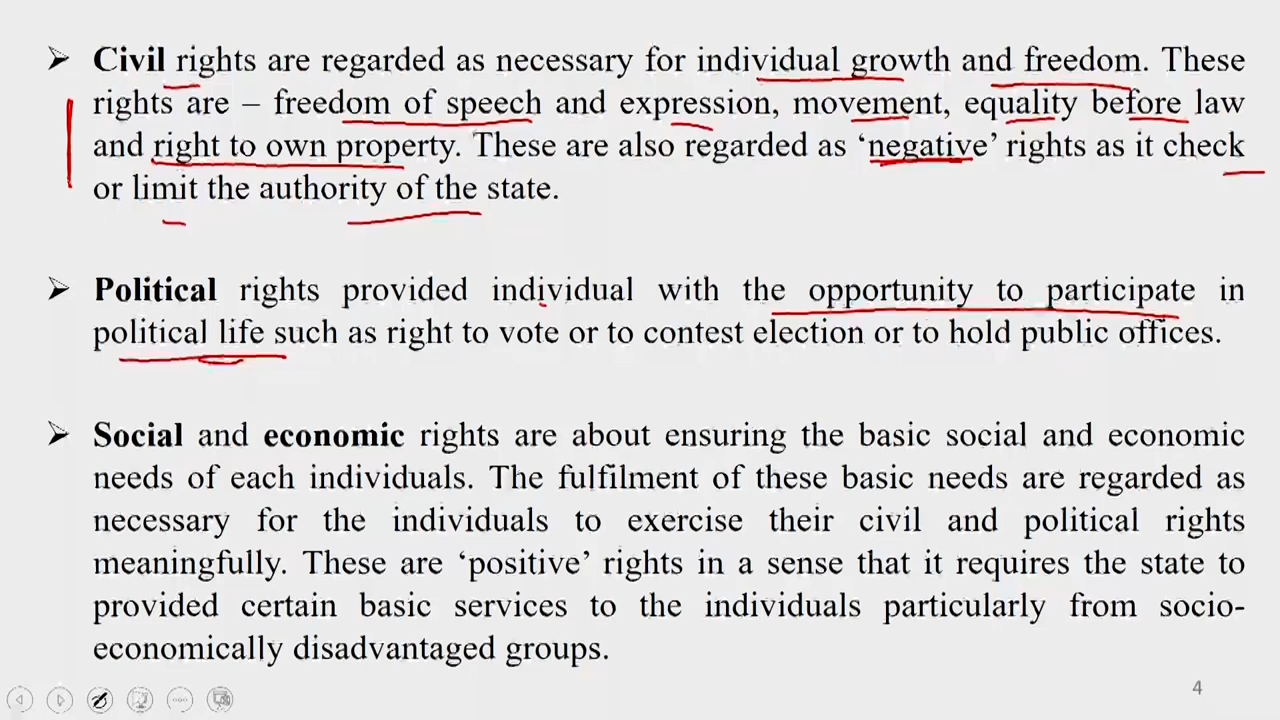 ➢ Civil rights are regarded as necessary for individual growth and freedom. These
rights are – freedom of speech and expression, movement, equality before law
and right to own property. These are also regarded as ‘negative’ rights as it check
or limit the authority of the state.
➢ Political rights provided individual with the opportunity to participate in
political life such as right to vote or to contest election or to hold public offices.
➢ Social and economic rights are about ensuring the basic social and economic
needs of each individuals. The fulfilment of these basic needs are regarded as
necessary for the individuals to exercise their civil and political rights
meaningfully. These are ‘positive’ rights in a sense that it requires the state to
provided certain basic services to the individuals particularly from socio-
economically disadvantaged groups.
4